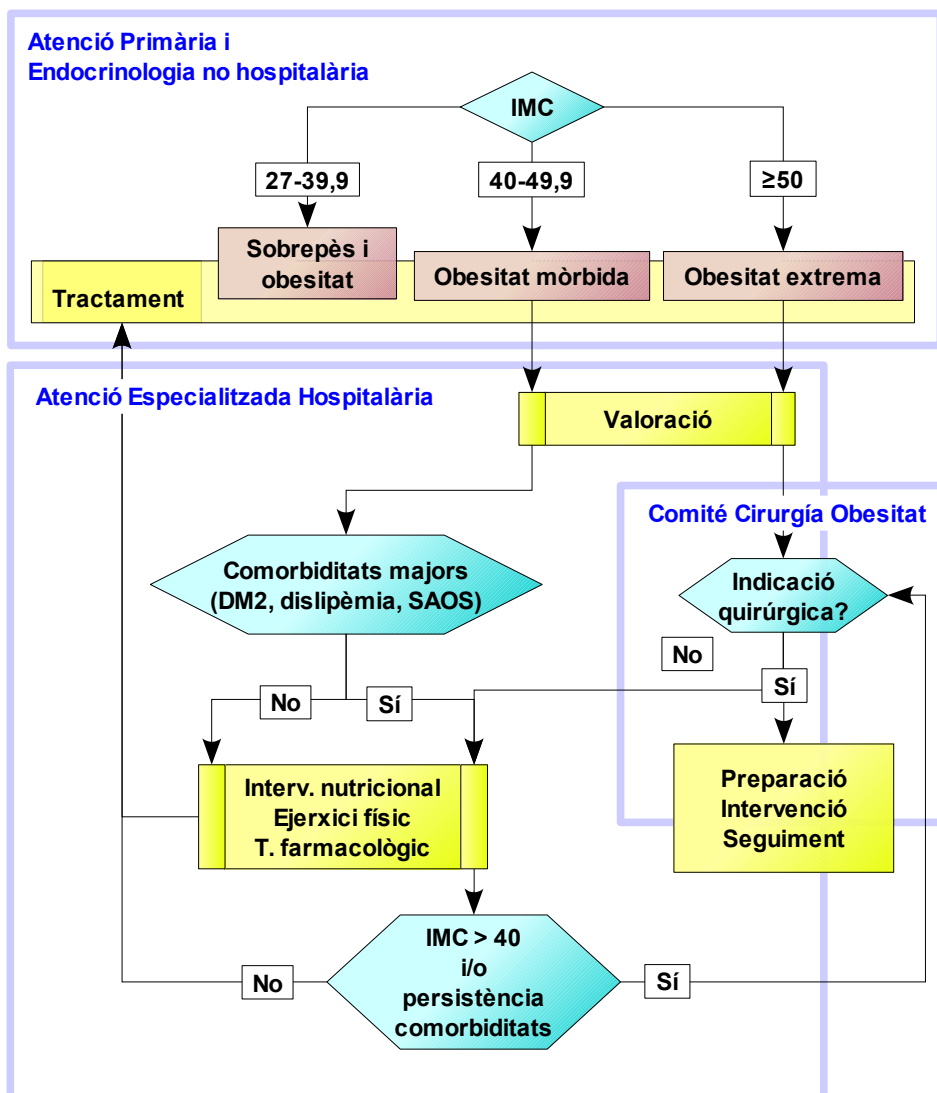 Atenció Primària i
Endocrinologia no hospitalària
IMC
27-39,9
40-49,9
≥50
Sobrepès i
obesitat
Obesitat mòrbida
Obesitat extrema
Tractament
Atenció Especialitzada Hospitalària
Valoració
Comité Cirurgía Obesitat
Comorbiditats majors
(DM2, dislipèmia, SAOS)
Indicació
quirúrgica?
No
Sí
No
Sí
Interv. nutricional
Ejerxici físic
T. farmacològic
Preparació
Intervenció
Seguiment
IMC > 40
i/o
persistència
comorbiditats
No
Sí